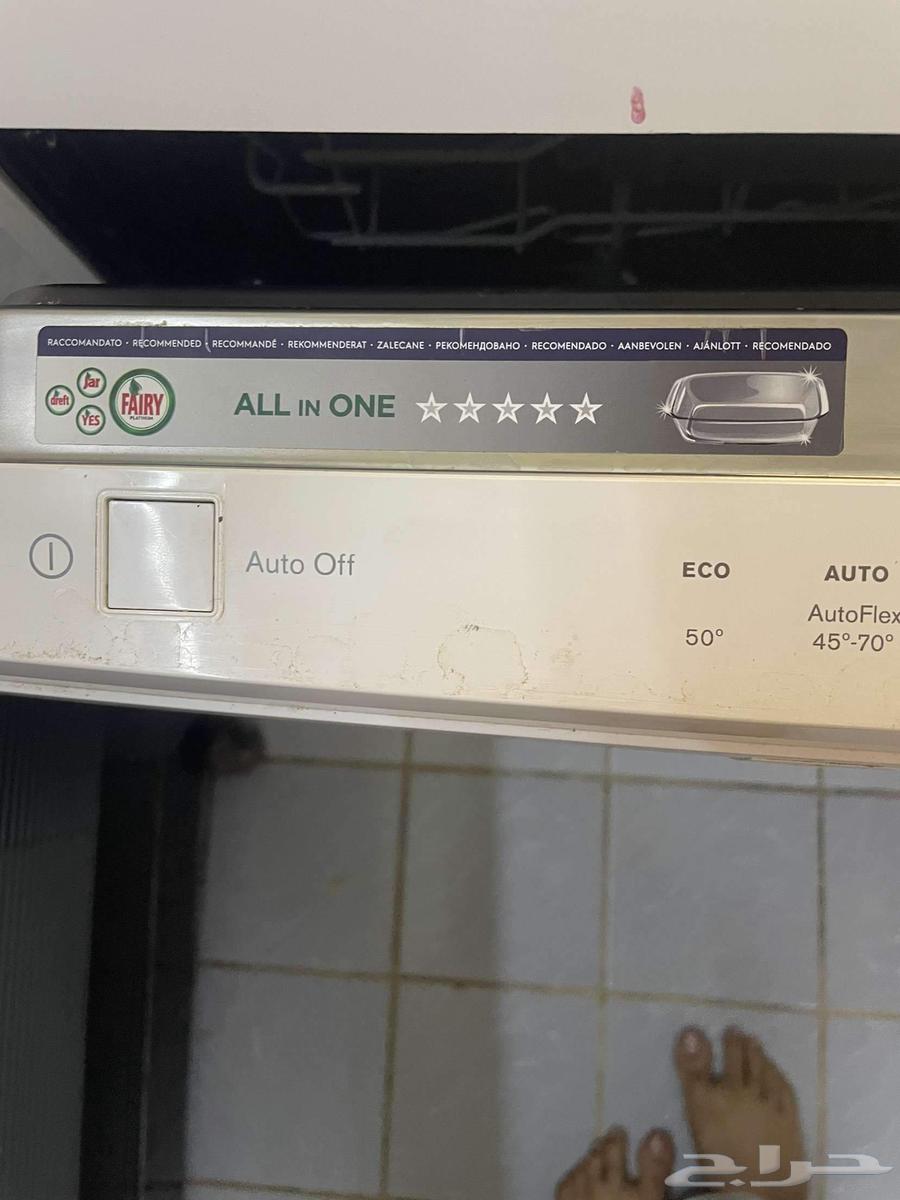 RACCOMANDATO · RECOMMENDED · RECOMMANDÉ · REKOMMENDERAT · ZALECANE · РЕКОМЕНДОВАНО · RECOMENDADO · AANBEVOLEN · AJÁNLOTT · RECOMENDADO
dreft
Jar
YES
FAIRY
PLATINUM
ALL IN ONE
Auto Off
ECO
50°
AUTO
AutoFlex
45°-70°
حراج